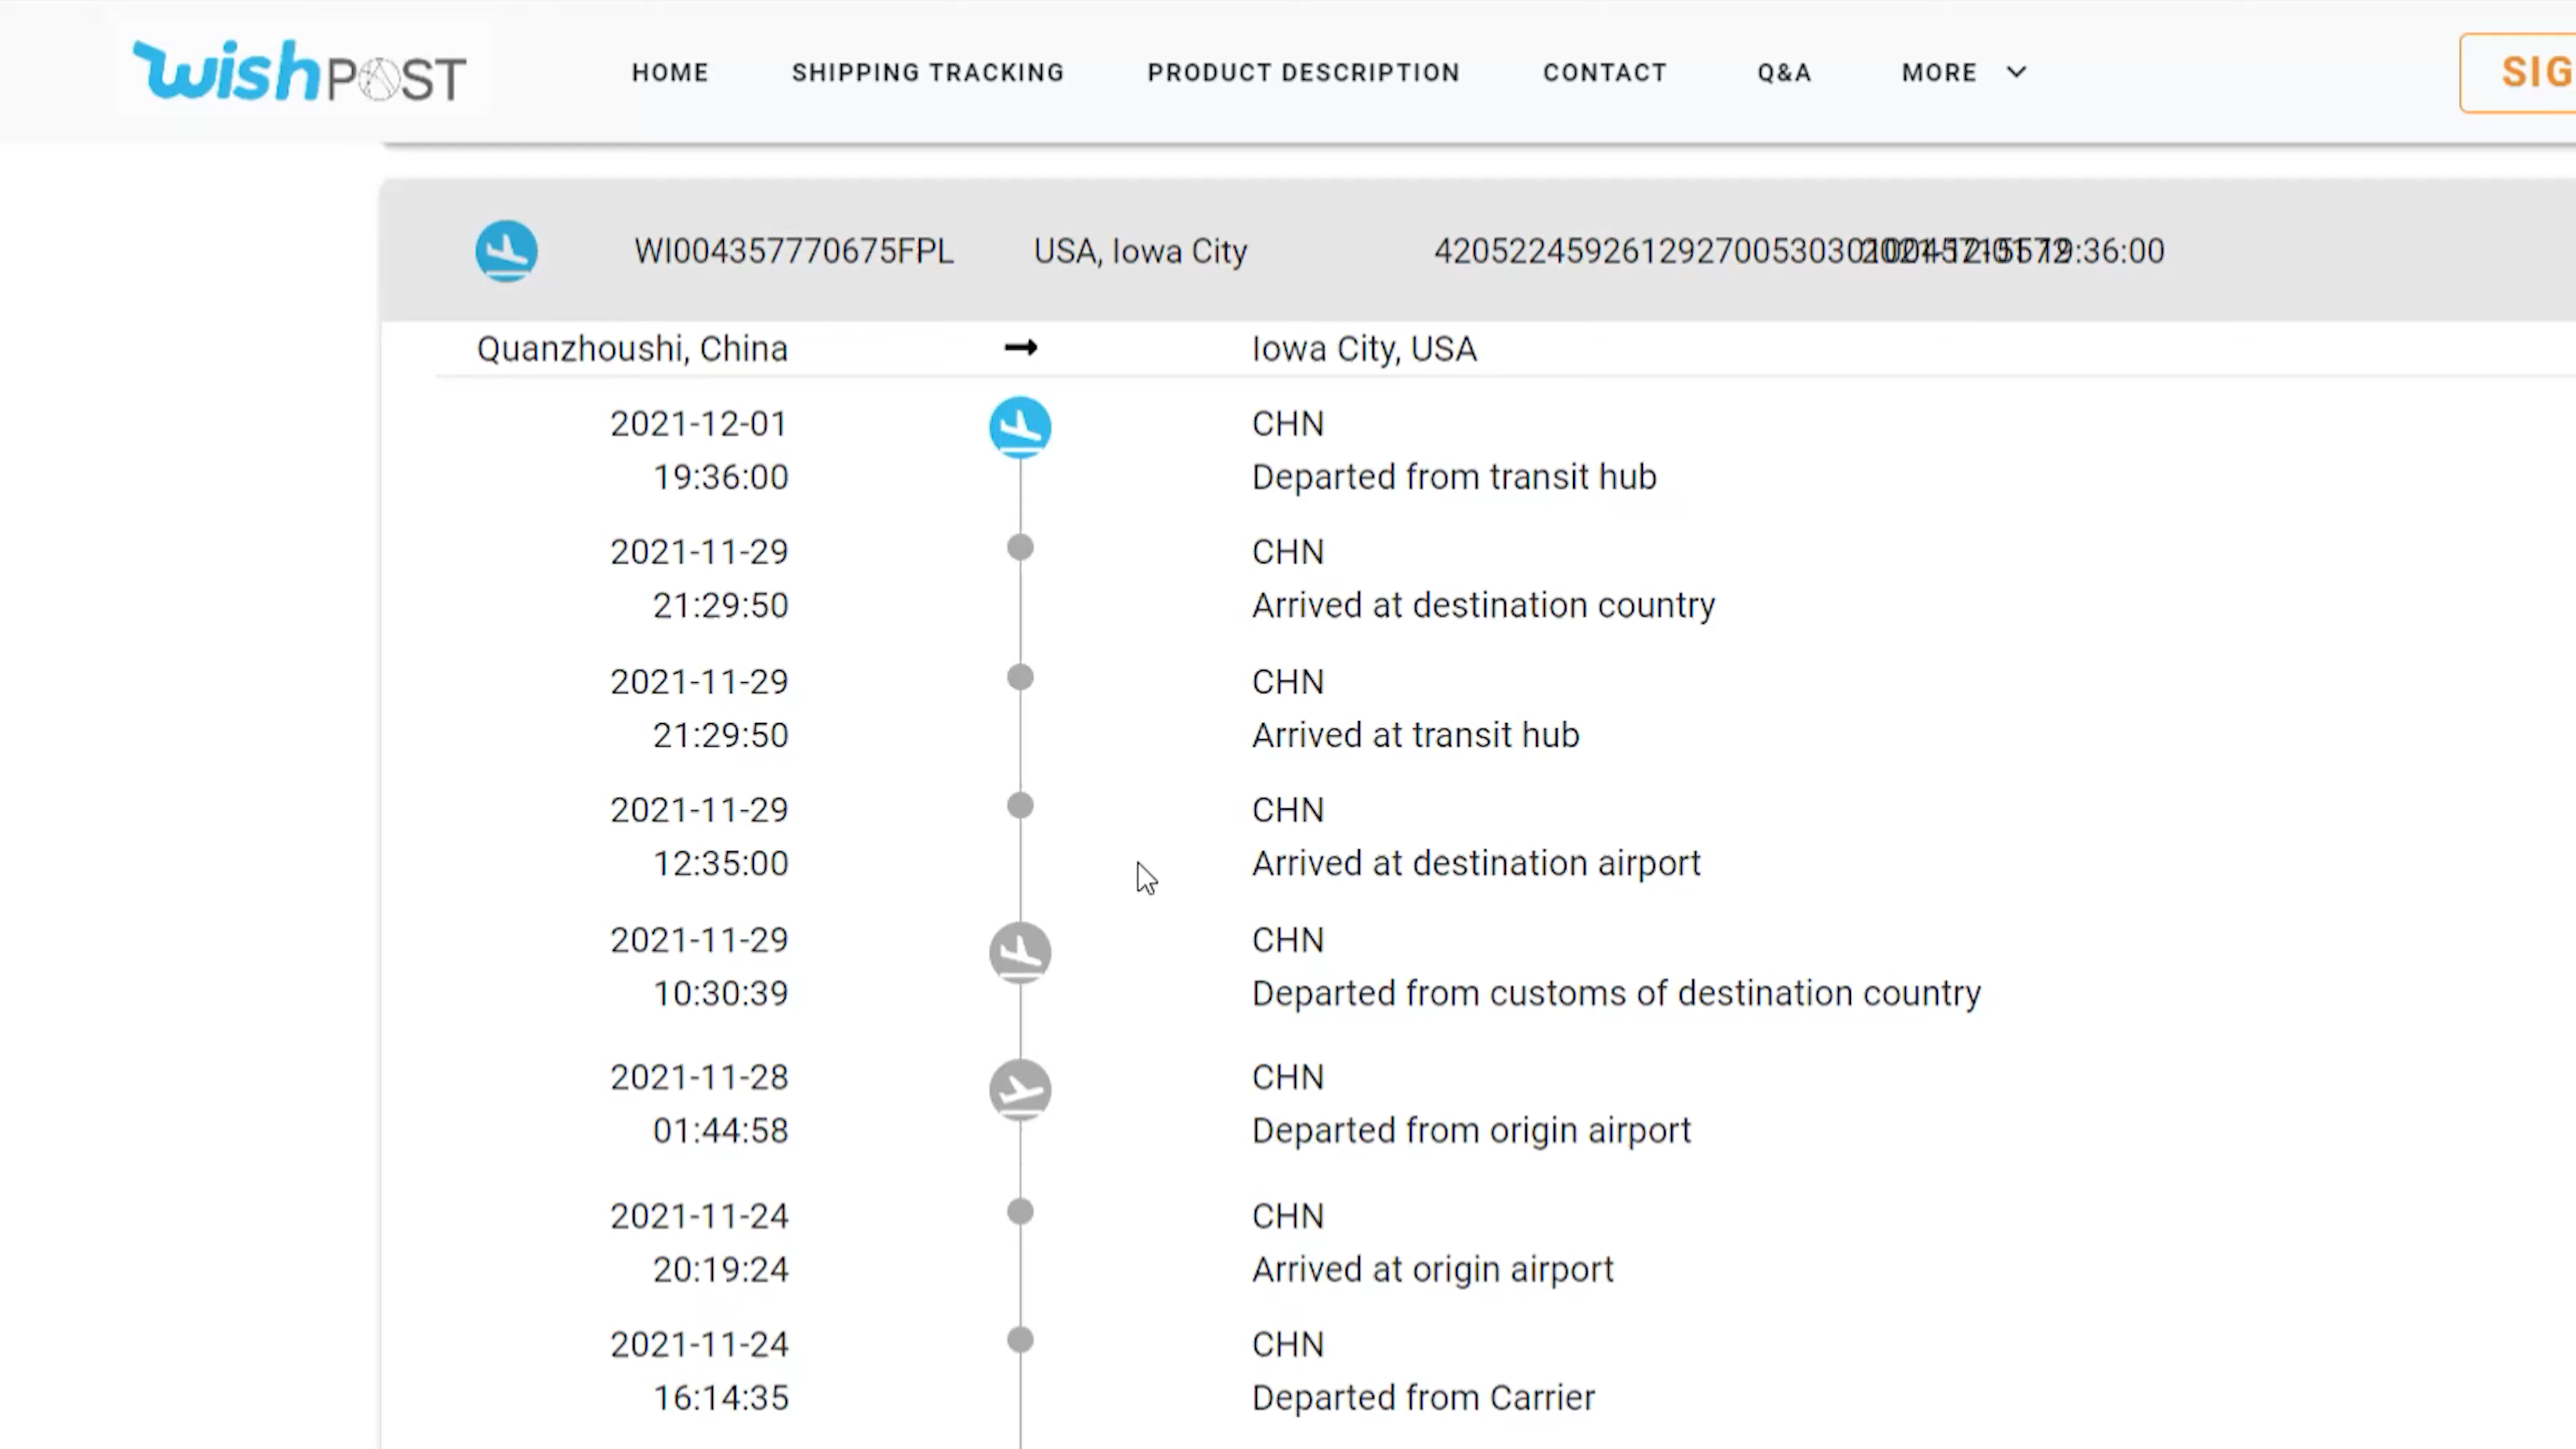 wishPOST HOME SHIPPING TRACKING PRODUCT DESCRIPTION CONTACT Q&A MORE SIG
WI004357770675FPL USA, Iowa City
Quanzhoushi, China → Iowa City, USA
2021-12-01 CHN
19:36:00 Departed from transit hub
2021-11-29 CHN
21:29:50 Arrived at destination country
2021-11-29 CHN
21:29:50 Arrived at transit hub
2021-11-29 CHN
12:35:00 Arrived at destination airport
2021-11-29 CHN
10:30:39 Departed from customs of destination country
2021-11-28 CHN
01:44:58 Departed from origin airport
2021-11-24 CHN
20:19:24 Arrived at origin airport
2021-11-24 CHN
16:14:35 Departed from Carrier